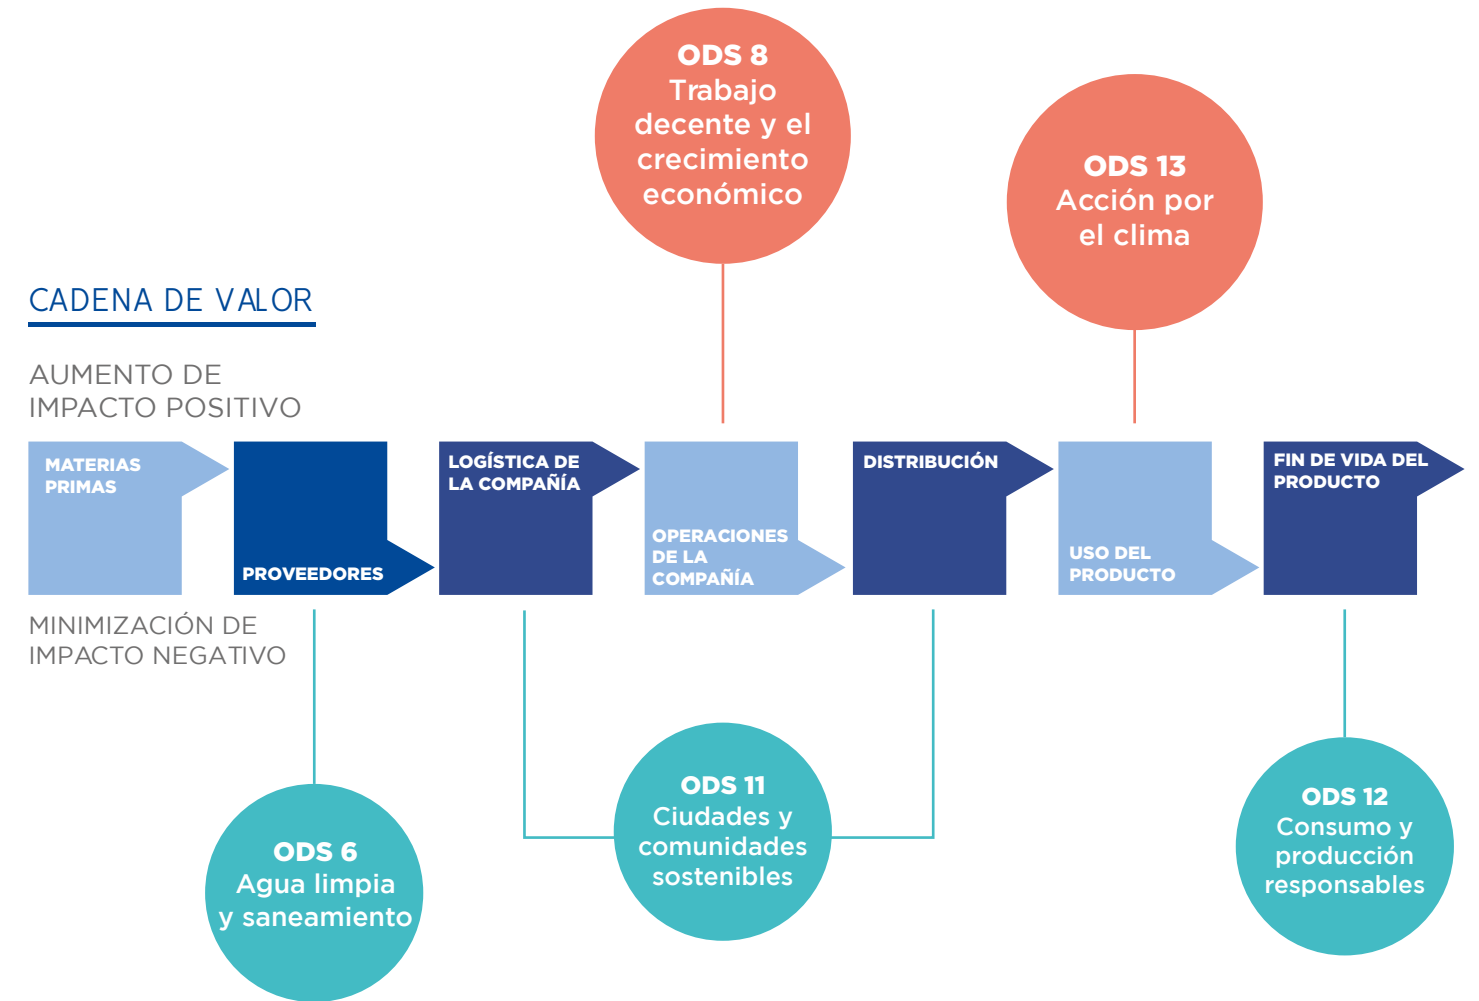 ODS 8
Trabajo
decente y el
crecimiento
económico
ODS 13
Acción por
el clima
CADENA DE VALOR
AUMENTO DE
IMPACTO POSITIVO
MATERIAS
PRIMAS
PROVEEDORES
LOGÍSTICA DE
LA COMPAÑÍA
OPERACIONES
DE LA
COMPAÑÍA
DISTRIBUCIÓN
USO DEL
PRODUCTO
FIN DE VIDA DEL
PRODUCTO
MINIMIZACIÓN DE
IMPACTO NEGATIVO
ODS 6
Agua limpia
y saneamiento
ODS 11
Ciudades y
comunidades
sostenibles
ODS 12
Consumo y
producción
responsables